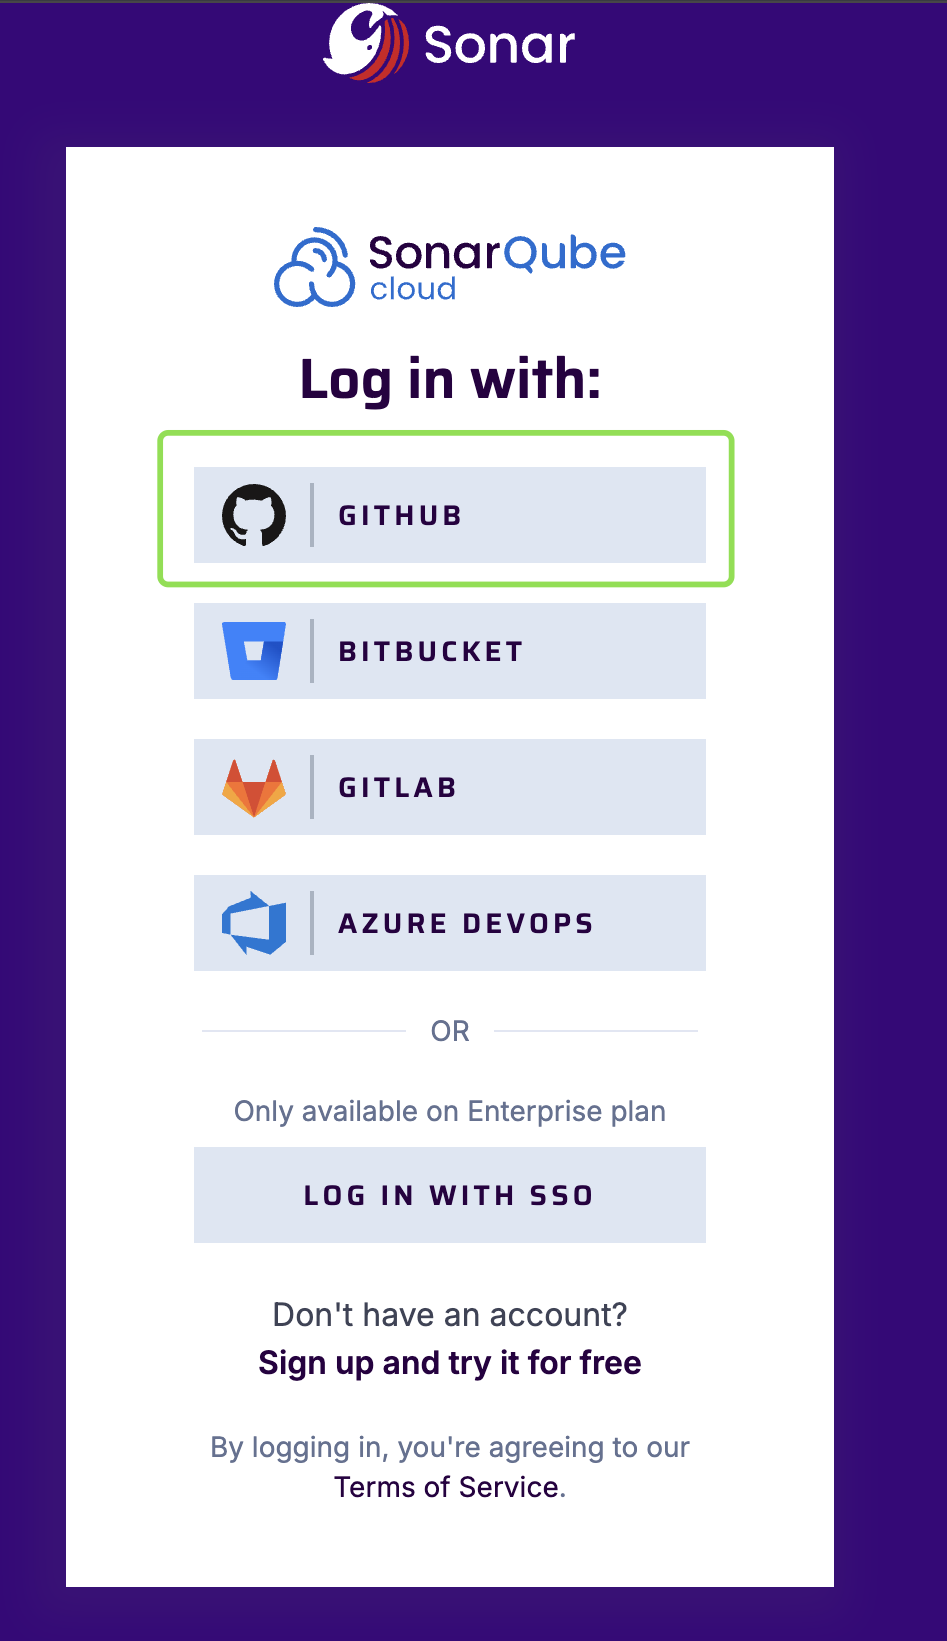 Sonar
SonarQube
cloud
Log in with:
GITHUB
BITBUCKET
GITLAB
AZURE DEVOPS
OR
Only available on Enterprise plan
LOG IN WITH SSO
Don't have an account?
Sign up and try it for free
By logging in, you're agreeing to our
Terms of Service.